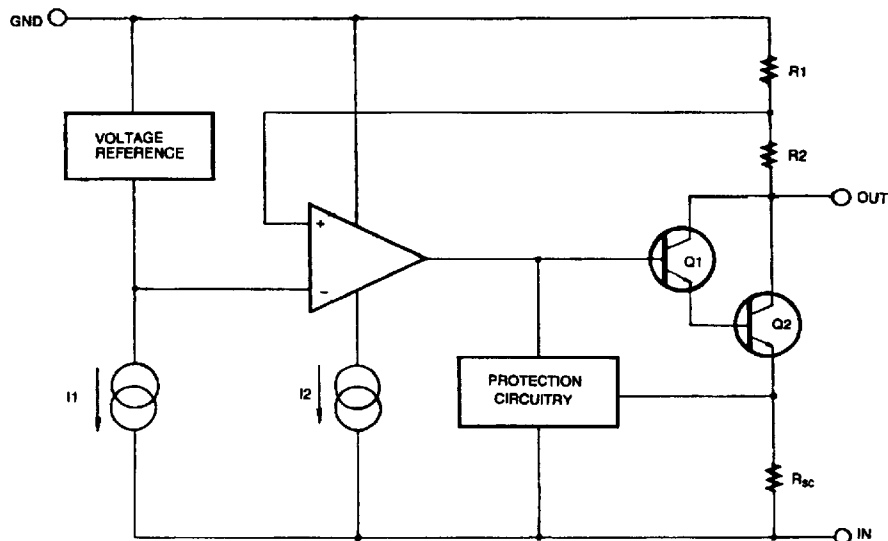 GND
R1
VOLTAGE
REFERENCE
R2
OUT
+
Q1
−
Q2
I1
I2
PROTECTION
CIRCUITRY
Rsc
IN